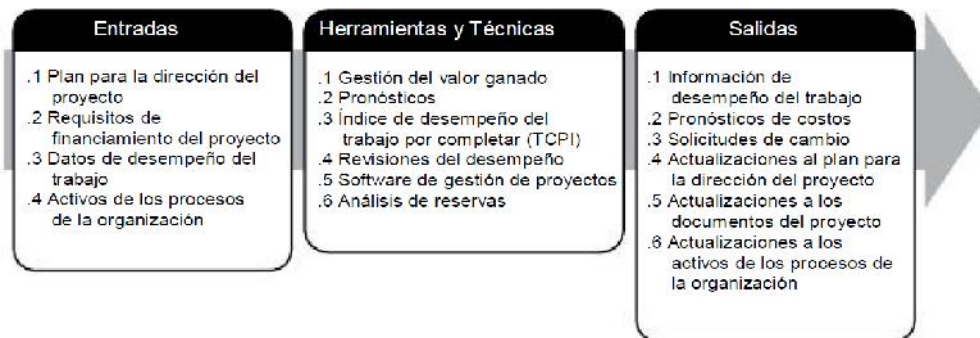 Entradas
.1 Plan para la dirección del
proyecto
.2 Requisitos de
financiamiento del proyecto
.3 Datos de desempeño del
trabajo
.4 Activos de los procesos
de la organización
Herramientas y Técnicas
.1 Gestión del valor ganado
.2 Pronósticos
.3 Índice de desempeño del
trabajo por completar (TCPI)
.4 Revisiones del desempeño
.5 Software de gestión de proyectos
.6 Análisis de reservas
Salidas
.1 Información de
desempeño del trabajo
.2 Pronósticos de costos
.3 Solicitudes de cambio
.4 Actualizaciones al plan para
la dirección del proyecto
.5 Actualizaciones a los
documentos del proyecto
.6 Actualizaciones a los
activos de los procesos de
la organización